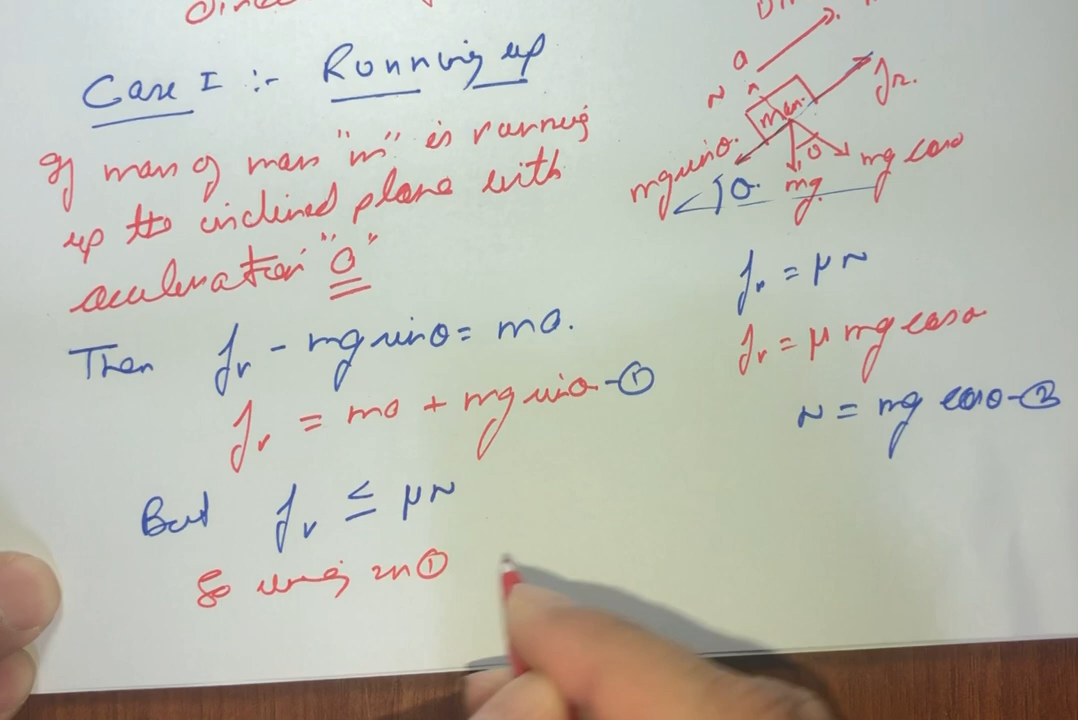 Case I :- Running up
If man of mass "m" is running
up the inclined plane with
acceleration "a"
Then fr - mg sinθ = ma.
fr = ma + mg sinθ - ①
But fr ≤ μN
So using in ①
a
N
man.
fr.
mg sinθ.
θ
mg cosθ
θ.
mg
fr = μN
fr = μ mg cosθ
N = mg cosθ - ②